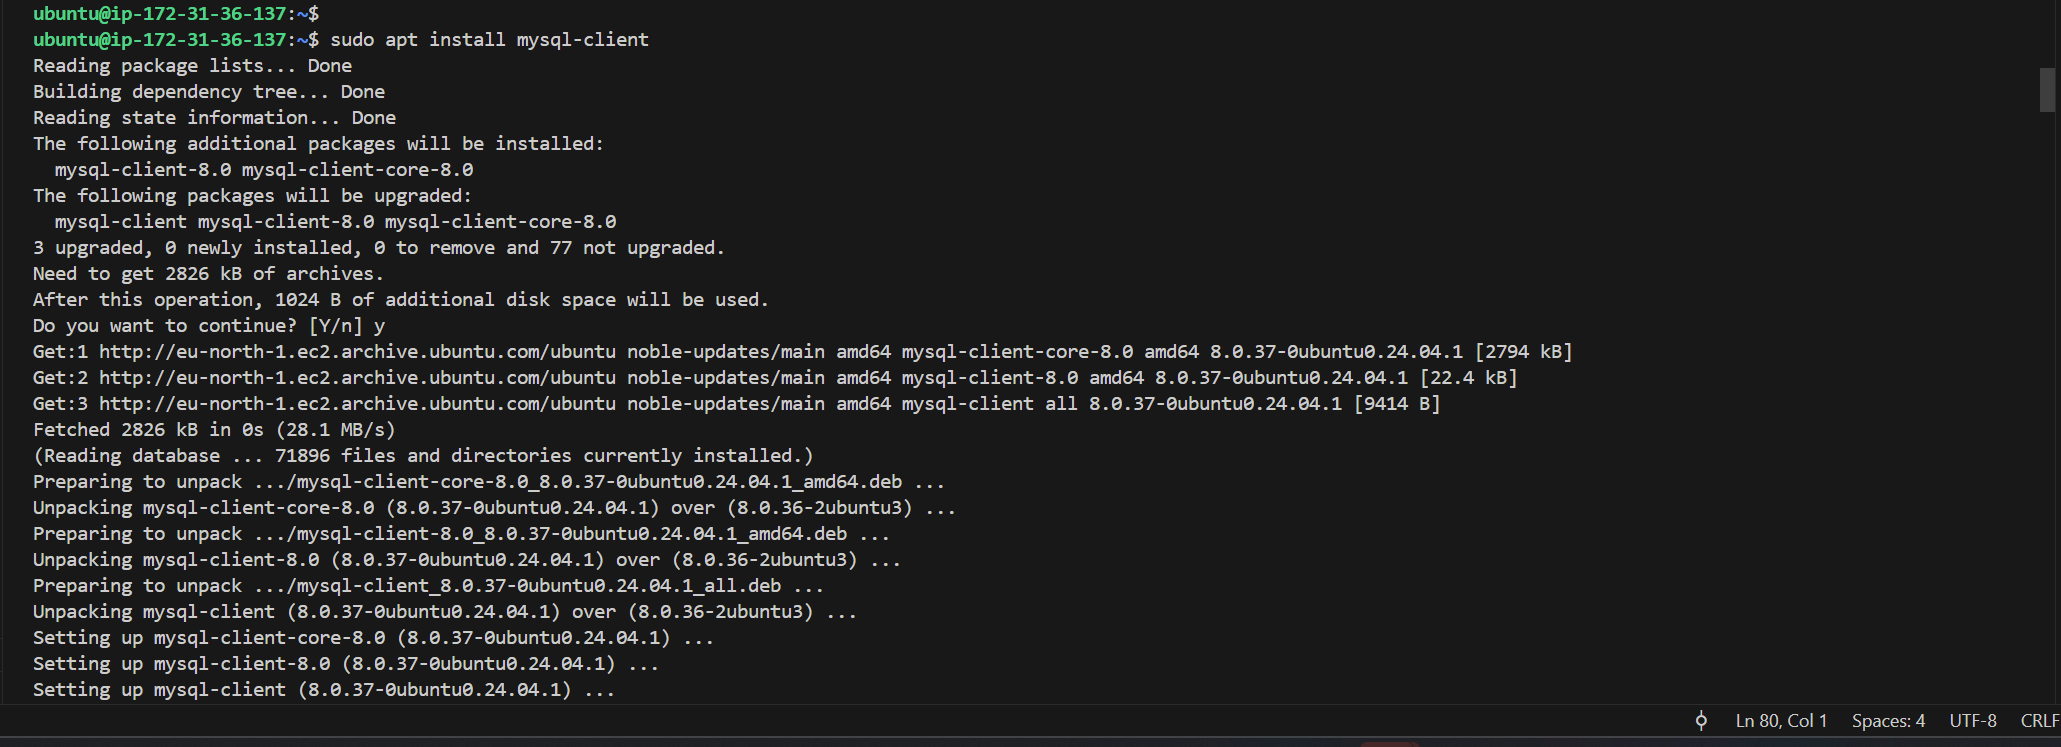 ubuntu@ip-172-31-36-137:~$
ubuntu@ip-172-31-36-137:~$ sudo apt install mysql-client
Reading package lists... Done
Building dependency tree... Done
Reading state information... Done
The following additional packages will be installed:
  mysql-client-8.0 mysql-client-core-8.0
The following packages will be upgraded:
  mysql-client mysql-client-8.0 mysql-client-core-8.0
3 upgraded, 0 newly installed, 0 to remove and 77 not upgraded.
Need to get 2826 kB of archives.
After this operation, 1024 B of additional disk space will be used.
Do you want to continue? [Y/n] y
Get:1 http://eu-north-1.ec2.archive.ubuntu.com/ubuntu noble-updates/main amd64 mysql-client-core-8.0 amd64 8.0.37-0ubuntu0.24.04.1 [2794 kB]
Get:2 http://eu-north-1.ec2.archive.ubuntu.com/ubuntu noble-updates/main amd64 mysql-client-8.0 amd64 8.0.37-0ubuntu0.24.04.1 [22.4 kB]
Get:3 http://eu-north-1.ec2.archive.ubuntu.com/ubuntu noble-updates/main amd64 mysql-client all 8.0.37-0ubuntu0.24.04.1 [9414 B]
Fetched 2826 kB in 0s (28.1 MB/s)
(Reading database ... 71896 files and directories currently installed.)
Preparing to unpack .../mysql-client-core-8.0_8.0.37-0ubuntu0.24.04.1_amd64.deb ...
Unpacking mysql-client-core-8.0 (8.0.37-0ubuntu0.24.04.1) over (8.0.36-2ubuntu3) ...
Preparing to unpack .../mysql-client-8.0_8.0.37-0ubuntu0.24.04.1_amd64.deb ...
Unpacking mysql-client-8.0 (8.0.37-0ubuntu0.24.04.1) over (8.0.36-2ubuntu3) ...
Preparing to unpack .../mysql-client_8.0.37-0ubuntu0.24.04.1_all.deb ...
Unpacking mysql-client (8.0.37-0ubuntu0.24.04.1) over (8.0.36-2ubuntu3) ...
Setting up mysql-client-core-8.0 (8.0.37-0ubuntu0.24.04.1) ...
Setting up mysql-client-8.0 (8.0.37-0ubuntu0.24.04.1) ...
Setting up mysql-client (8.0.37-0ubuntu0.24.04.1) ...
Ln 80, Col 1 Spaces: 4 UTF-8 CRLF